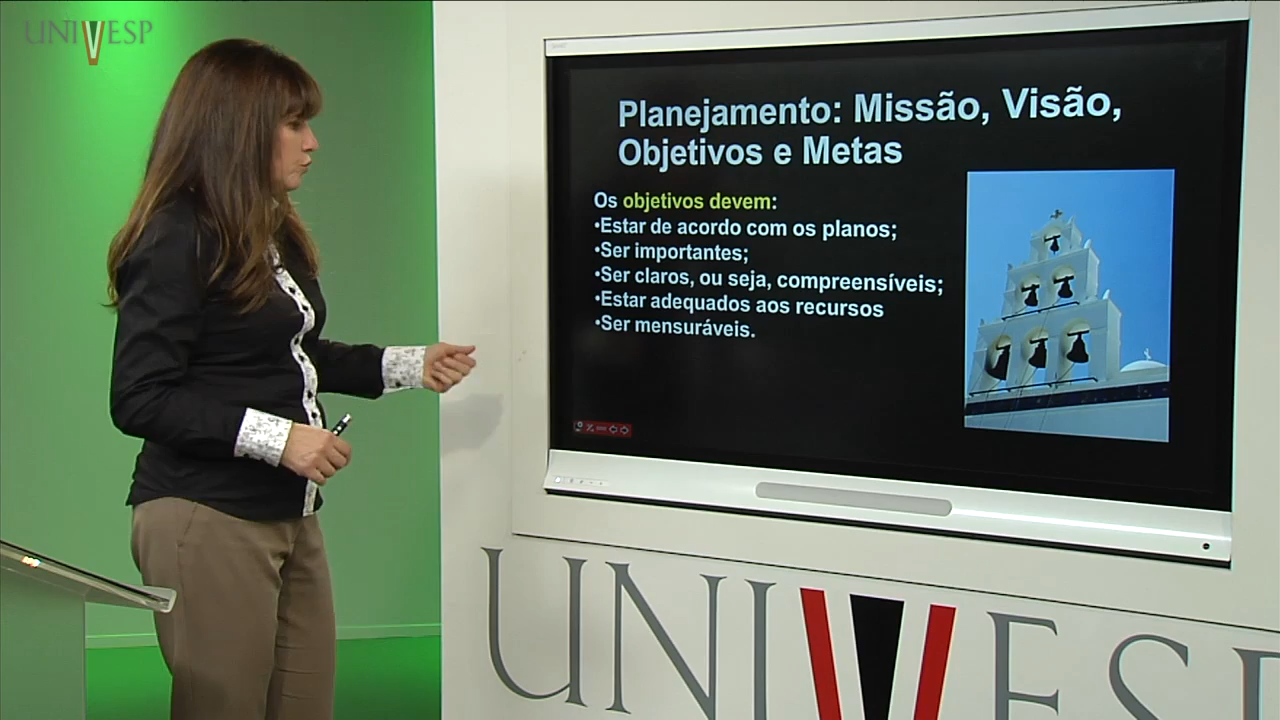 UNIVESP
Planejamento: Missão, Visão,
Objetivos e Metas
Os objetivos devem:
•Estar de acordo com os planos;
•Ser importantes;
•Ser claros, ou seja, compreensíveis;
•Estar adequados aos recursos
•Ser mensuráveis.
UNIVESP